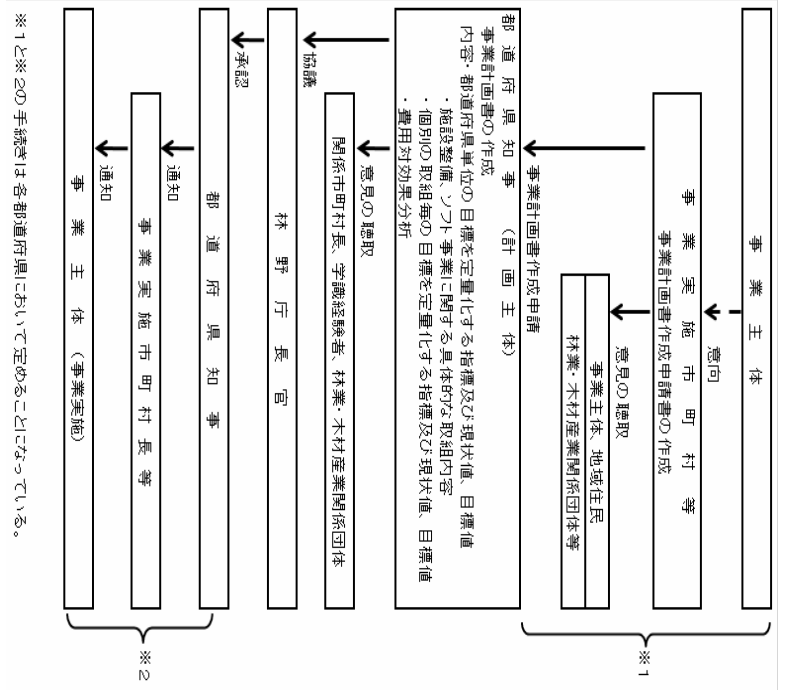 事業主体
意向
事業実施市町村等
事業計画書作成申請書の作成
意見の聴取
事業主体、地域住民
林業・木材産業関係団体等
※1
事業計画書作成申請
都道府県知事(計画主体)
事業計画書の作成
内容・都道府県単位の目標を定量化する指標及び現状値、目標値
・施設整備、ソフト事業に関する具体的な取組内容
・個別の取組毎の目標を定量化する指標及び現状値、目標値
・費用対効果分析
意見の聴取
関係市町村長、学識経験者、林業・木材産業関係団体
協議
林野庁長官
承認
都道府県知事
通知
事業実施市町村長等
通知
事業主体(事業実施)
※2
※1と※2の手続きは各都道府県において定めることになっている。